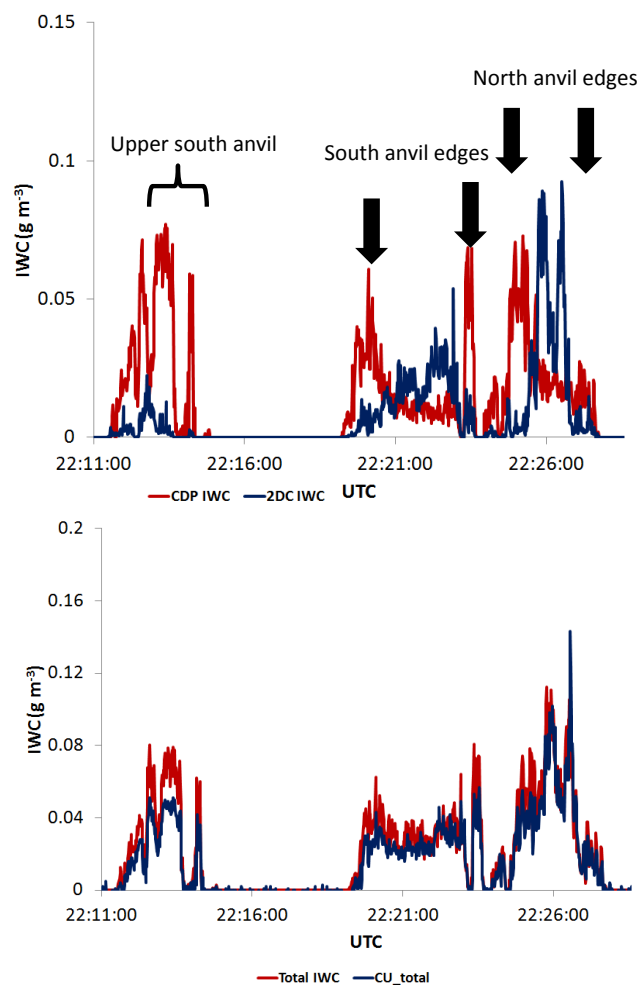 0.15
North anvil edges
Upper south anvil
South anvil edges
0.1
IWC(g m-3)
0.05
0
22:11:00 22:16:00 22:21:00 22:26:00
CDP IWC 2DC IWC UTC
0.2
0.16
0.12
IWC(g m-3)
0.08
0.04
0
22:11:00 22:16:00 22:21:00 22:26:00
UTC
Total IWC CU_total